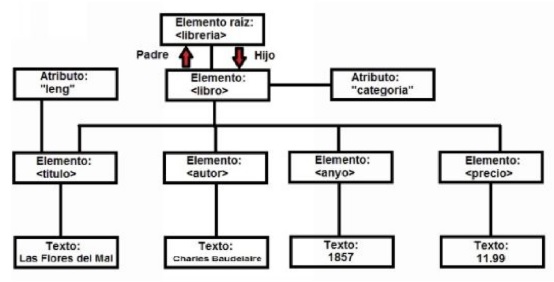 Elemento raiz:
<libreria>
Padre
Hijo
Atributo:
"leng"
Elemento:
<libro>
Atributo:
"categoria"
Elemento:
<titulo>
Elemento:
<autor>
Elemento:
<anyo>
Elemento:
<precio>
Texto:
Las Flores del Mal
Texto:
Charles Baudelaire
Texto:
1857
Texto:
11.99